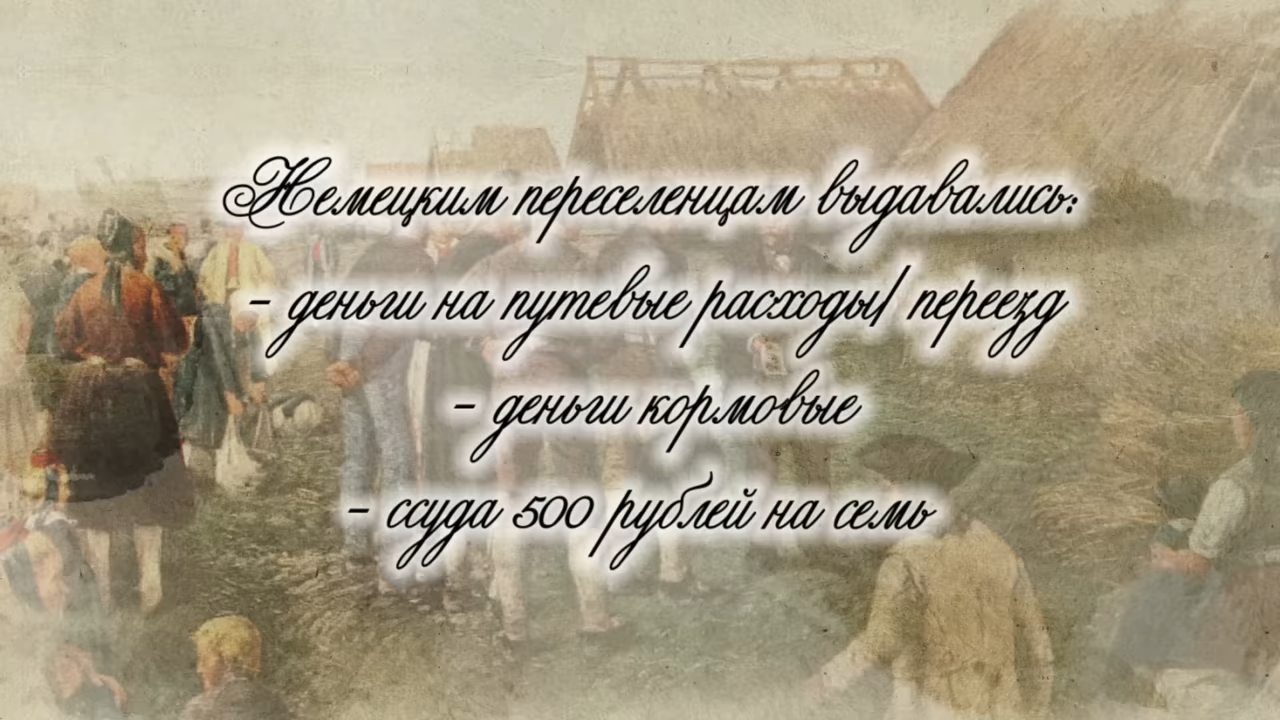 Немецким переселенцам выдавались:
- деньги на путевые расходы/ переезд
- деньги кормовые
- ссуда 500 рублей на семь